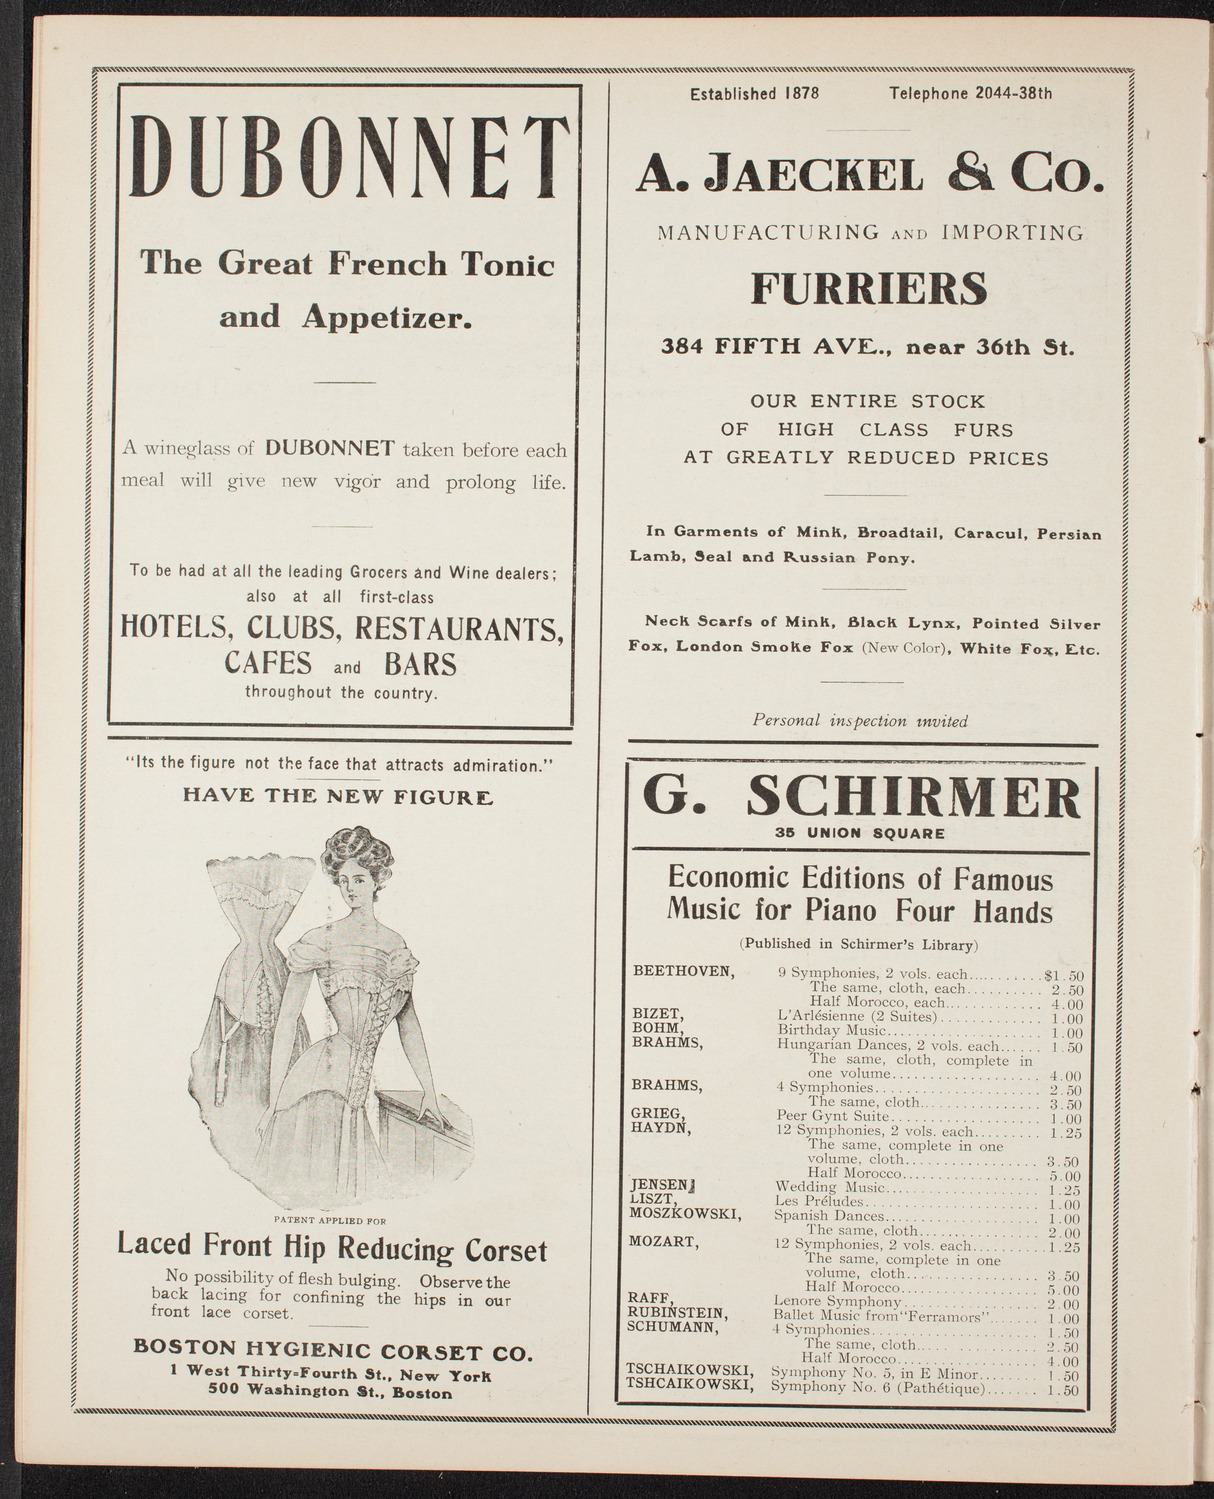 DUBONNET
The Great French Tonic
and Appetizer.
A wineglass of DUBONNET taken before each
meal will give new vigor and prolong life.
To be had at all the leading Grocers and Wine dealers;
also at all first-class
HOTELS, CLUBS, RESTAURANTS,
CAFES and BARS
throughout the country.
"Its the figure not the face that attracts admiration."
HAVE THE NEW FIGURE
PATENT APPLIED FOR
Laced Front Hip Reducing Corset
No possibility of flesh bulging. Observe the
back lacing for confining the hips in our
front lace corset.
BOSTON HYGIENIC CORSET CO.
1 West Thirty=Fourth St., New York
500 Washington St., Boston
Established 1878 Telephone 2044-38th
A. JAECKEL & CO.
MANUFACTURING AND IMPORTING
FURRIERS
384 FIFTH AVE., near 36th St.
OUR ENTIRE STOCK
OF HIGH CLASS FURS
AT GREATLY REDUCED PRICES
In Garments of Mink, Broadtail, Caracul, Persian
Lamb, Seal and Russian Pony.
Neck Scarfs of Mink, Black Lynx, Pointed Silver
Fox, London Smoke Fox (New Color), White Fox, Etc.
Personal inspection invited
G. SCHIRMER
35 UNION SQUARE
Economic Editions of Famous
Music for Piano Four Hands
(Published in Schirmer's Library)
BEETHOVEN, 9 Symphonies, 2 vols. each..........$1.50
The same, cloth, each.......... 2.50
Half Morocco, each............. 4.00
BIZET, L'Arlésienne (2 Suites)............. 1.00
BOHM, Birthday Music..................... 1.00
BRAHMS, Hungarian Dances, 2 vols. each...... 1.50
The same, cloth, complete in
one volume.................... 4.00
BRAHMS, 4 Symphonies....................... 2.50
The same, cloth................ 3.50
GRIEG, Peer Gynt Suite..................... 1.00
HAYDN, 12 Symphonies, 2 vols. each......... 1.25
The same, complete in one
volume, cloth.................. 3.50
Half Morocco................... 5.00
JENSEN, Wedding Music..................... 1.25
LISZT, Les Préludes........................ 1.00
MOSZKOWSKI, Spanish Dances..................... 1.00
The same, cloth................ 2.00
MOZART, 12 Symphonies, 2 vols. each..........1.25
The same, complete in one
volume, cloth.................. 3.50
Half Morocco................... 5.00
RAFF, Lenore Symphony................... 2.00
RUBINSTEIN, Ballet Music from "Ferramors"....... 1.00
SCHUMANN, 4 Symphonies....................... 1.50
The same, cloth................ 2.50
Half Morocco................... 4.00
TSCHAIKOWSKI, Symphony No. 5, in E Minor........ 1.50
TSHCAIKOWSKI, Symphony No. 6 (Pathétique)....... 1.50